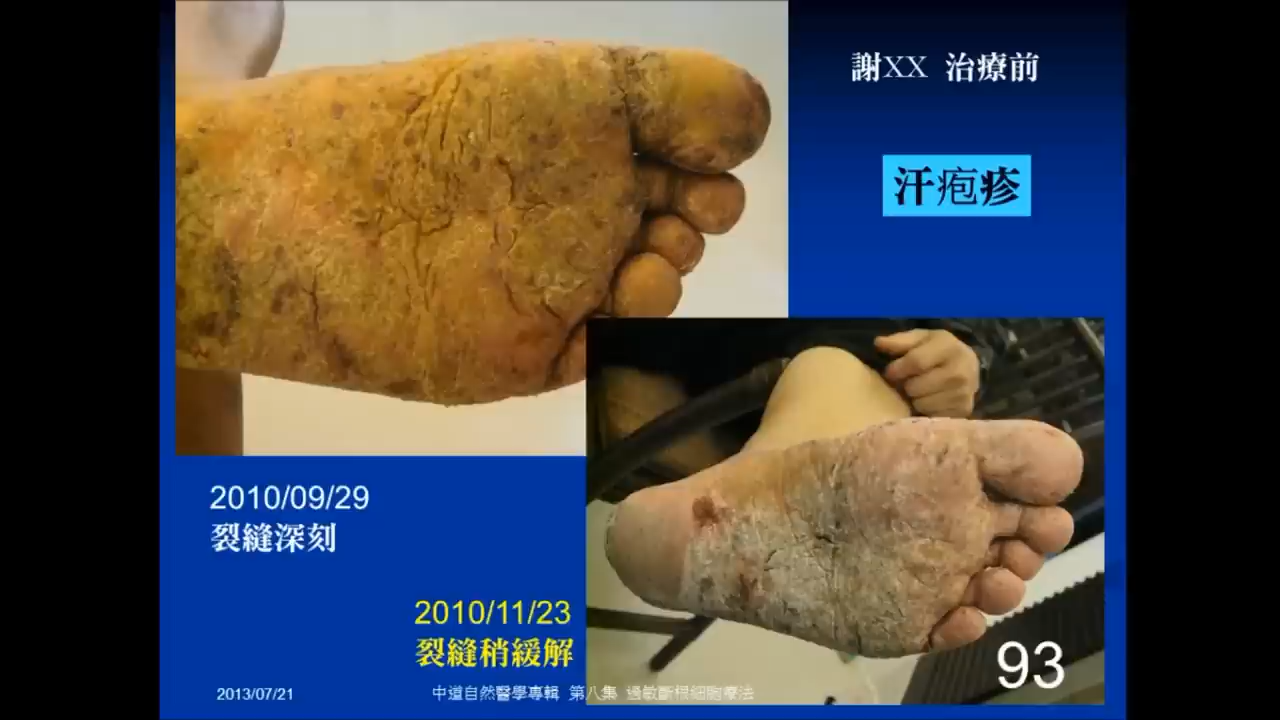 謝XX 治療前
汗疱疹
2010/09/29
裂縫深刻
2010/11/23
裂縫稍緩解
93
2013/07/21
中道自然醫學專輯 第八集 過敏斷根細胞療法